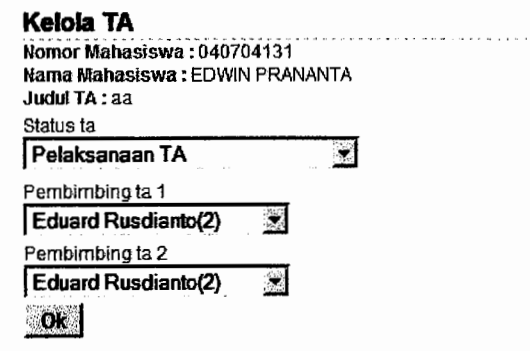 Kelola TA
Nomor Mahasiswa : 040704131
Nama Mahasiswa : EDWIN PRANANTA
Judul TA : aa
Status ta
Pelaksanaan TA
Pembimbing ta 1
Eduard Rusdianto(2)
Pembimbing ta 2
Eduard Rusdianto(2)
Ok